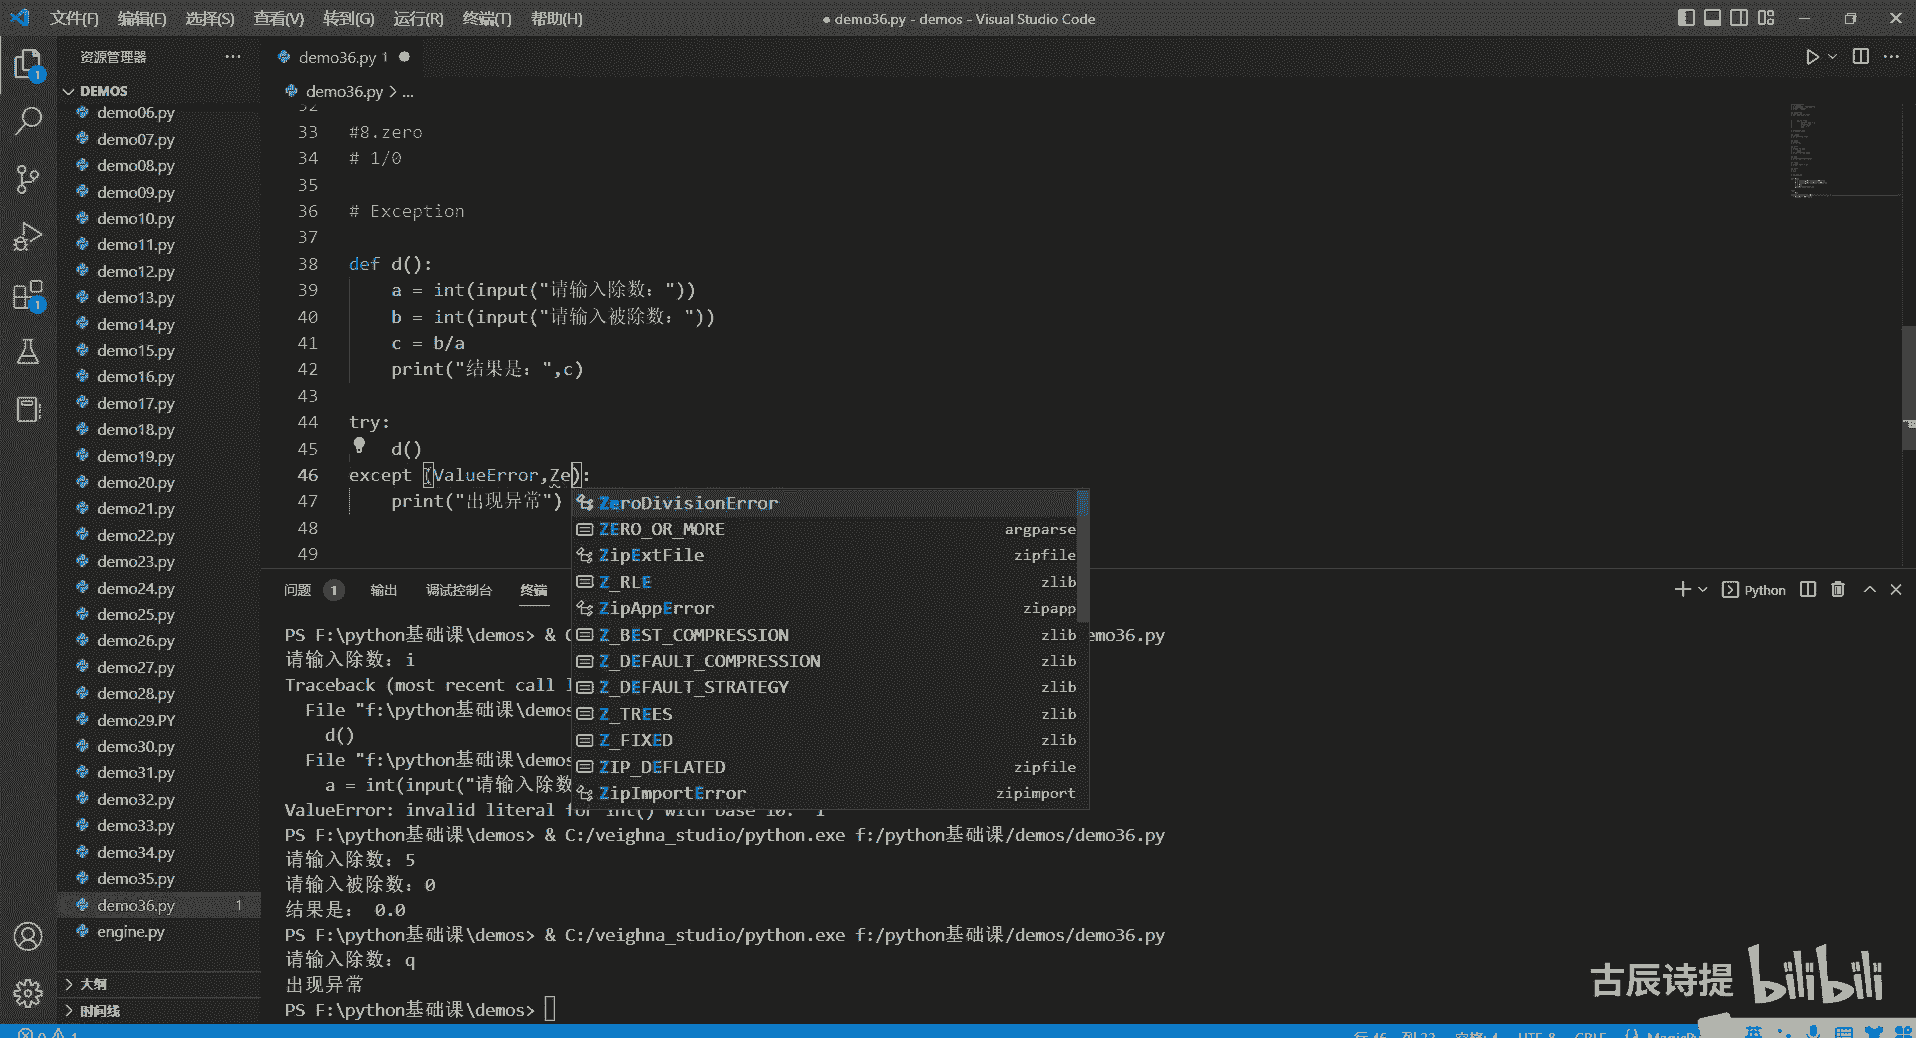 文件(F) 编辑(E) 选择(S) 查看(V) 转到(G) 运行(R) 终端(T) 帮助(H)
● demo36.py - demos - Visual Studio Code
资源管理器
DEMOS
demo06.py
demo07.py
demo08.py
demo09.py
demo10.py
demo11.py
demo12.py
demo13.py
demo14.py
demo15.py
demo16.py
demo17.py
demo18.py
demo19.py
demo20.py
demo21.py
demo22.py
demo23.py
demo24.py
demo25.py
demo26.py
demo27.py
demo28.py
demo29.PY
demo30.py
demo31.py
demo32.py
demo33.py
demo34.py
demo35.py
demo36.py 1
engine.py
大纲
时间线
demo36.py 1 ●
demo36.py > ...
32
33 #8.zero
34 # 1/0
35
36 # Exception
37
38 def d():
39 a = int(input("请输入除数："))
40 b = int(input("请输入被除数："))
41 c = b/a
42 print("结果是：",c)
43
44 try:
45 d()
46 except (ValueError,Ze):
47 print("出现异常")
48
49
ZeroDivisionError
ZERO_OR_MORE argparse
ZipExtFile zipfile
Z_RLE zlib
ZipAppError zipapp
Z_BEST_COMPRESSION zlib
Z_DEFAULT_COMPRESSION zlib
Z_DEFAULT_STRATEGY zlib
Z_TREES zlib
Z_FIXED zlib
ZIP_DEFLATED zipfile
ZipImportError zipimport
问题 1 输出 调试控制台 终端
Python
PS F:\python基础课\demos> & C emo36.py
请输入除数：i
Traceback (most recent call l
File "f:\python基础课\demos
d()
File "f:\python基础课\demos
a = int(input("请输入除数
ValueError: invalid literal for int() with base 10:
PS F:\python基础课\demos> & C:/veighna_studio/python.exe f:/python基础课/demos/demo36.py
请输入除数：5
请输入被除数：0
结果是： 0.0
PS F:\python基础课\demos> & C:/veighna_studio/python.exe f:/python基础课/demos/demo36.py
请输入除数：q
出现异常
PS F:\python基础课\demos>
古辰诗提 bilibili
英